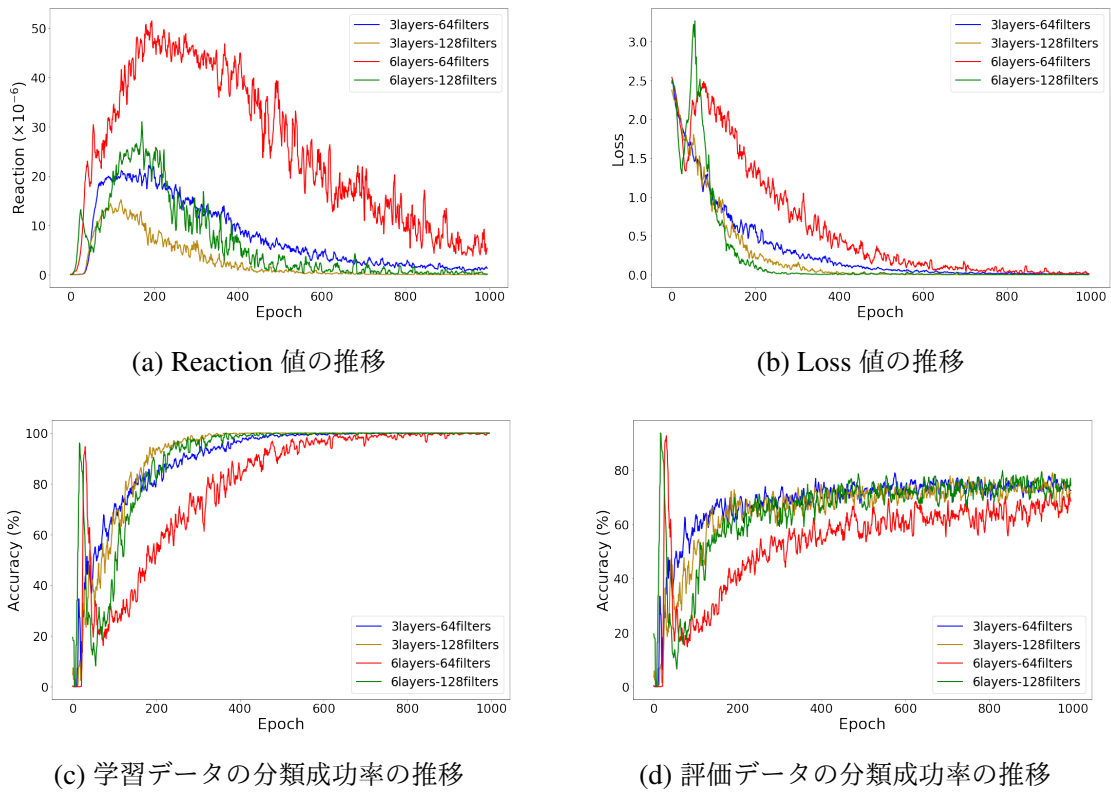 50
40
30
20
10
0
Reaction (×10⁻⁶)
0 200 400 600 800 1000
Epoch
3layers-64filters
3layers-128filters
6layers-64filters
6layers-128filters
(a) Reaction 値の推移
3.0
2.5
2.0
1.5
1.0
0.5
0.0
Loss
0 200 400 600 800 1000
Epoch
3layers-64filters
3layers-128filters
6layers-64filters
6layers-128filters
(b) Loss 値の推移
100
80
60
40
20
0
Accuracy (%)
0 200 400 600 800 1000
Epoch
3layers-64filters
3layers-128filters
6layers-64filters
6layers-128filters
(c) 学習データの分類成功率の推移
80
60
40
20
0
Accuracy (%)
0 200 400 600 800 1000
Epoch
3layers-64filters
3layers-128filters
6layers-64filters
6layers-128filters
(d) 評価データの分類成功率の推移